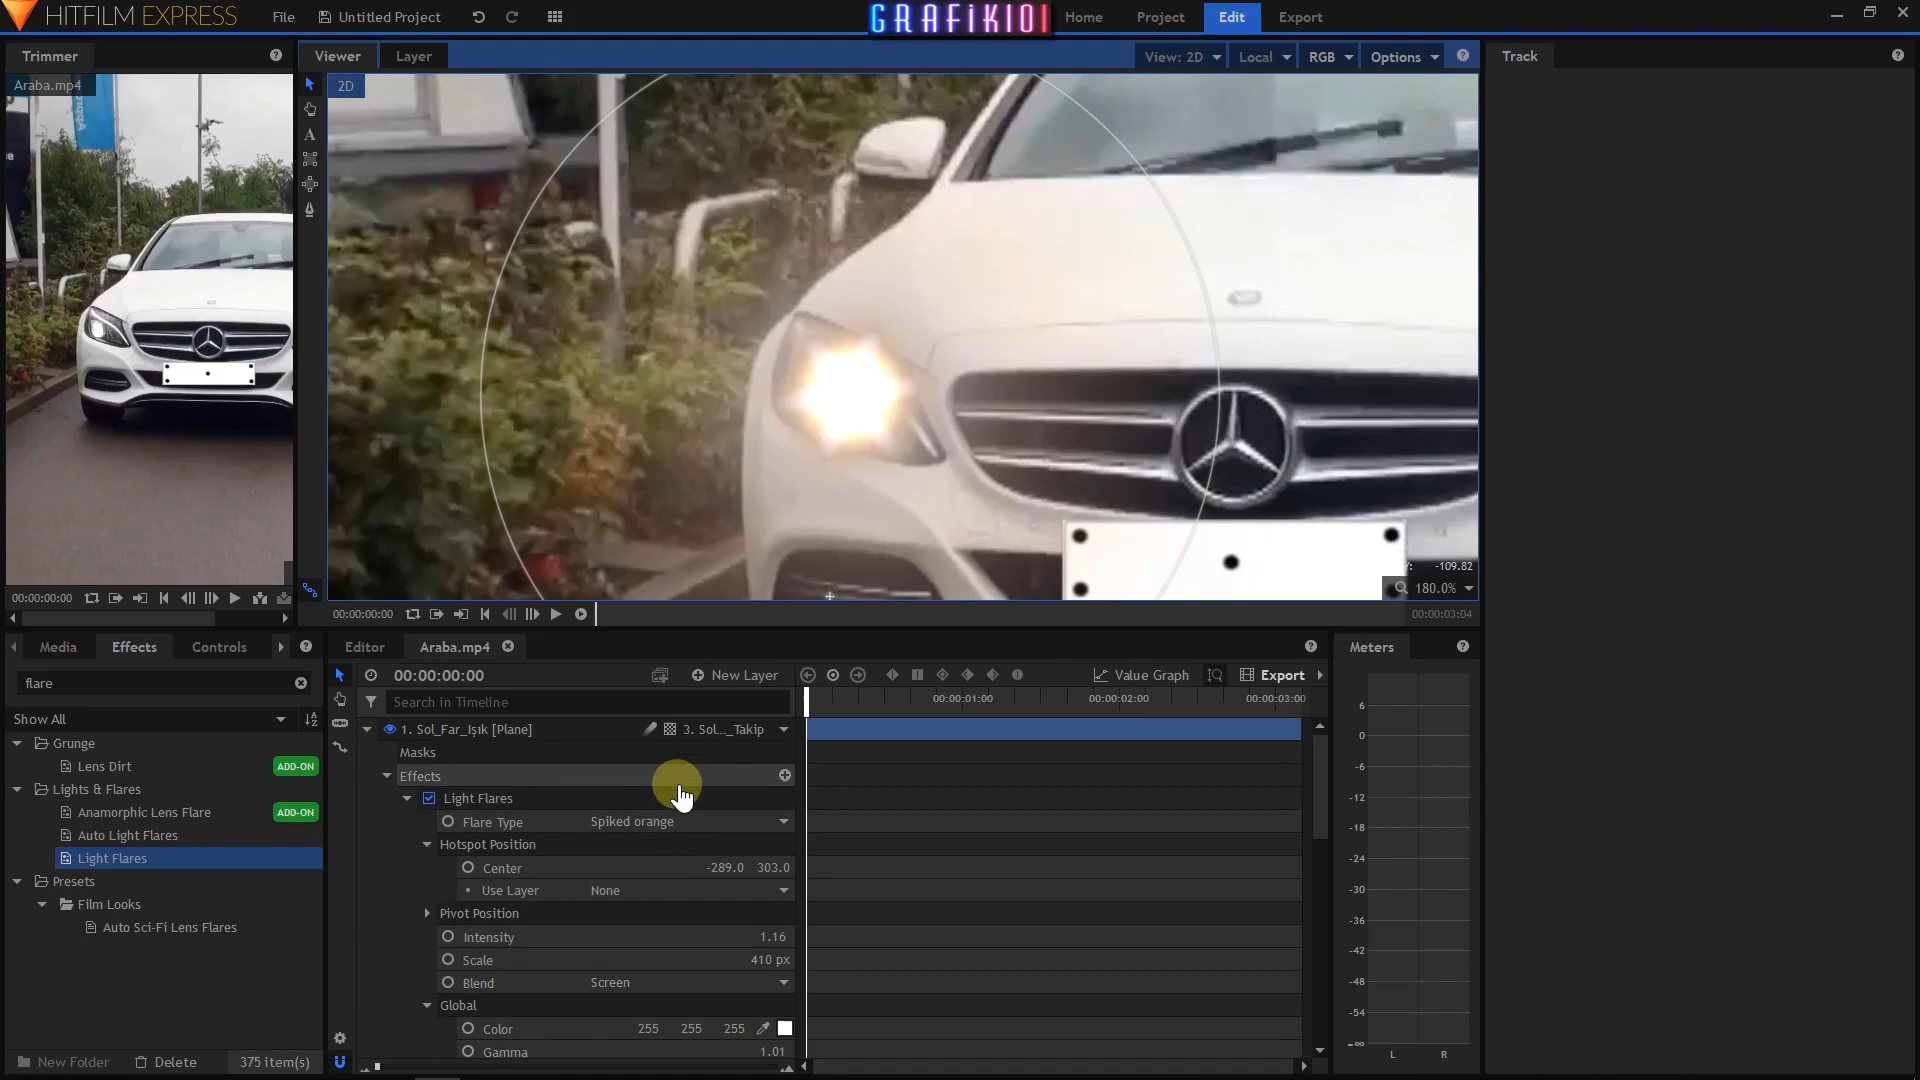 HITFILM EXPRESS
File
Untitled Project
GRAFiK101
Home
Project
Edit
Export
Trimmer
Araba.mp4
Viewer
Layer
View: 2D
Local
RGB
Options
Track
2D
Y: -109.82
180.0%
00:00:00:00
00:00:00:00
00:00:03:04
Media
Effects
Controls
flare
Show All
Grunge
Lens Dirt
ADD-ON
Lights & Flares
Anamorphic Lens Flare
ADD-ON
Auto Light Flares
Light Flares
Presets
Film Looks
Auto Sci-Fi Lens Flares
New Folder
Delete
375 item(s)
Editor
Araba.mp4
00:00:00:00
New Layer
Value Graph
Export
Search in Timeline
00:00:01:00
00:00:02:00
00:00:03:00
1. Sol_Far_Işık [Plane]
3. Sol..._Takip
Masks
Effects
Light Flares
Flare Type
Spiked orange
Hotspot Position
Center
-289.0
303.0
Use Layer
None
Pivot Position
Intensity
1.16
Scale
410 px
Blend
Screen
Global
Color
255
255
255
Gamma
1.01
Meters
6
0
-6
-12
-18
-24
-30
-36
-42
-48
-54
-∞
L
R